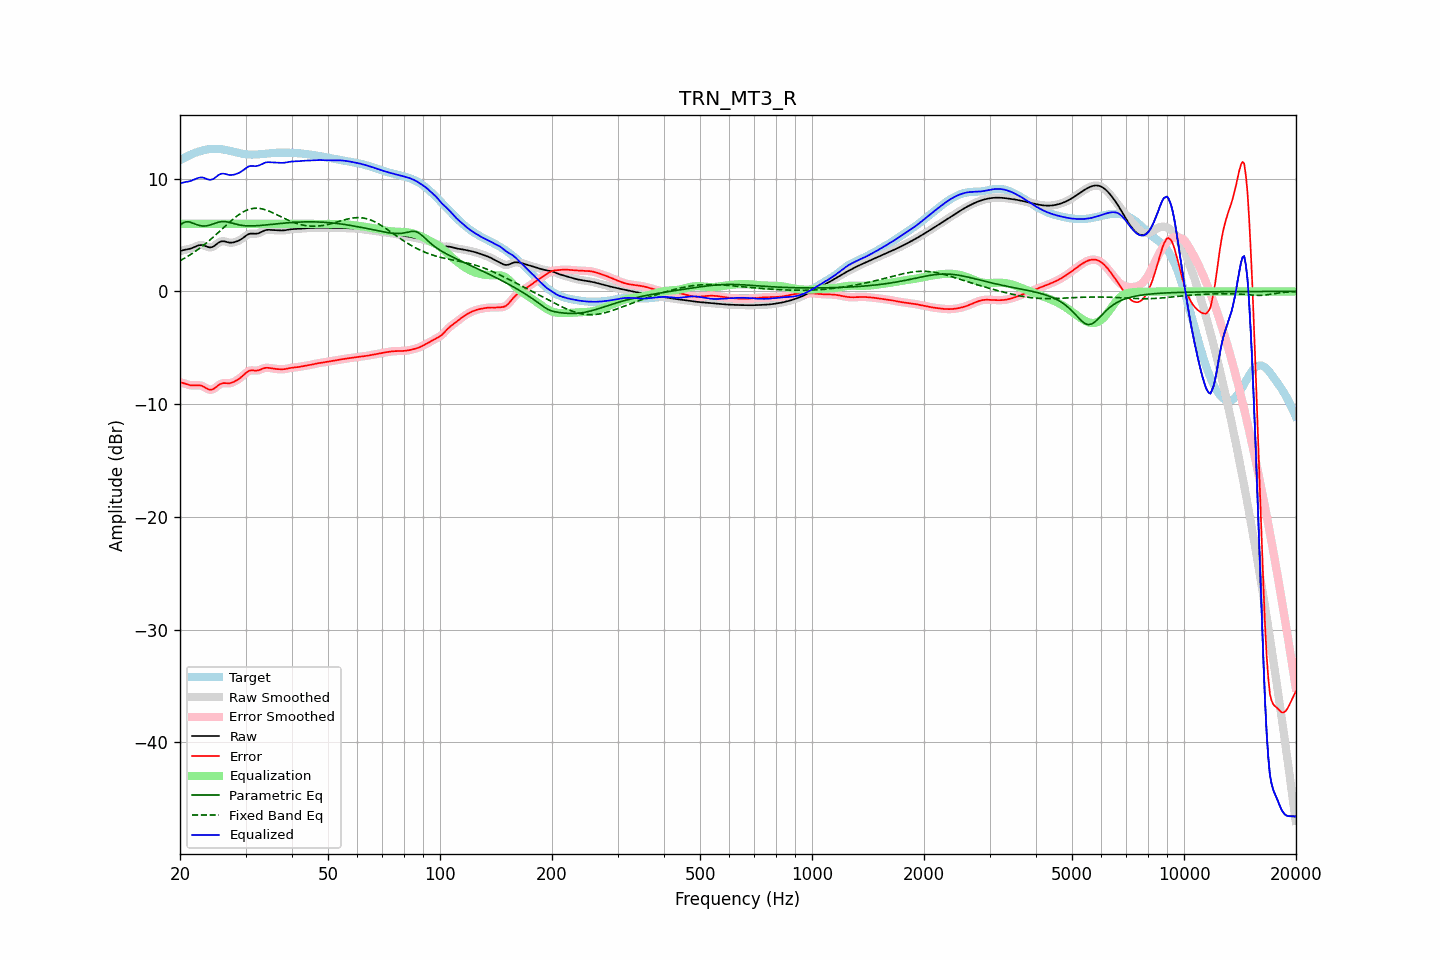 TRN_MT3_R
10
0
−10
−20
−30
−40
Amplitude (dBr)
Target
Raw Smoothed
Error Smoothed
Raw
Error
Equalization
Parametric Eq
Fixed Band Eq
Equalized
20 50 100 200 500 1000 2000 5000 10000 20000
Frequency (Hz)